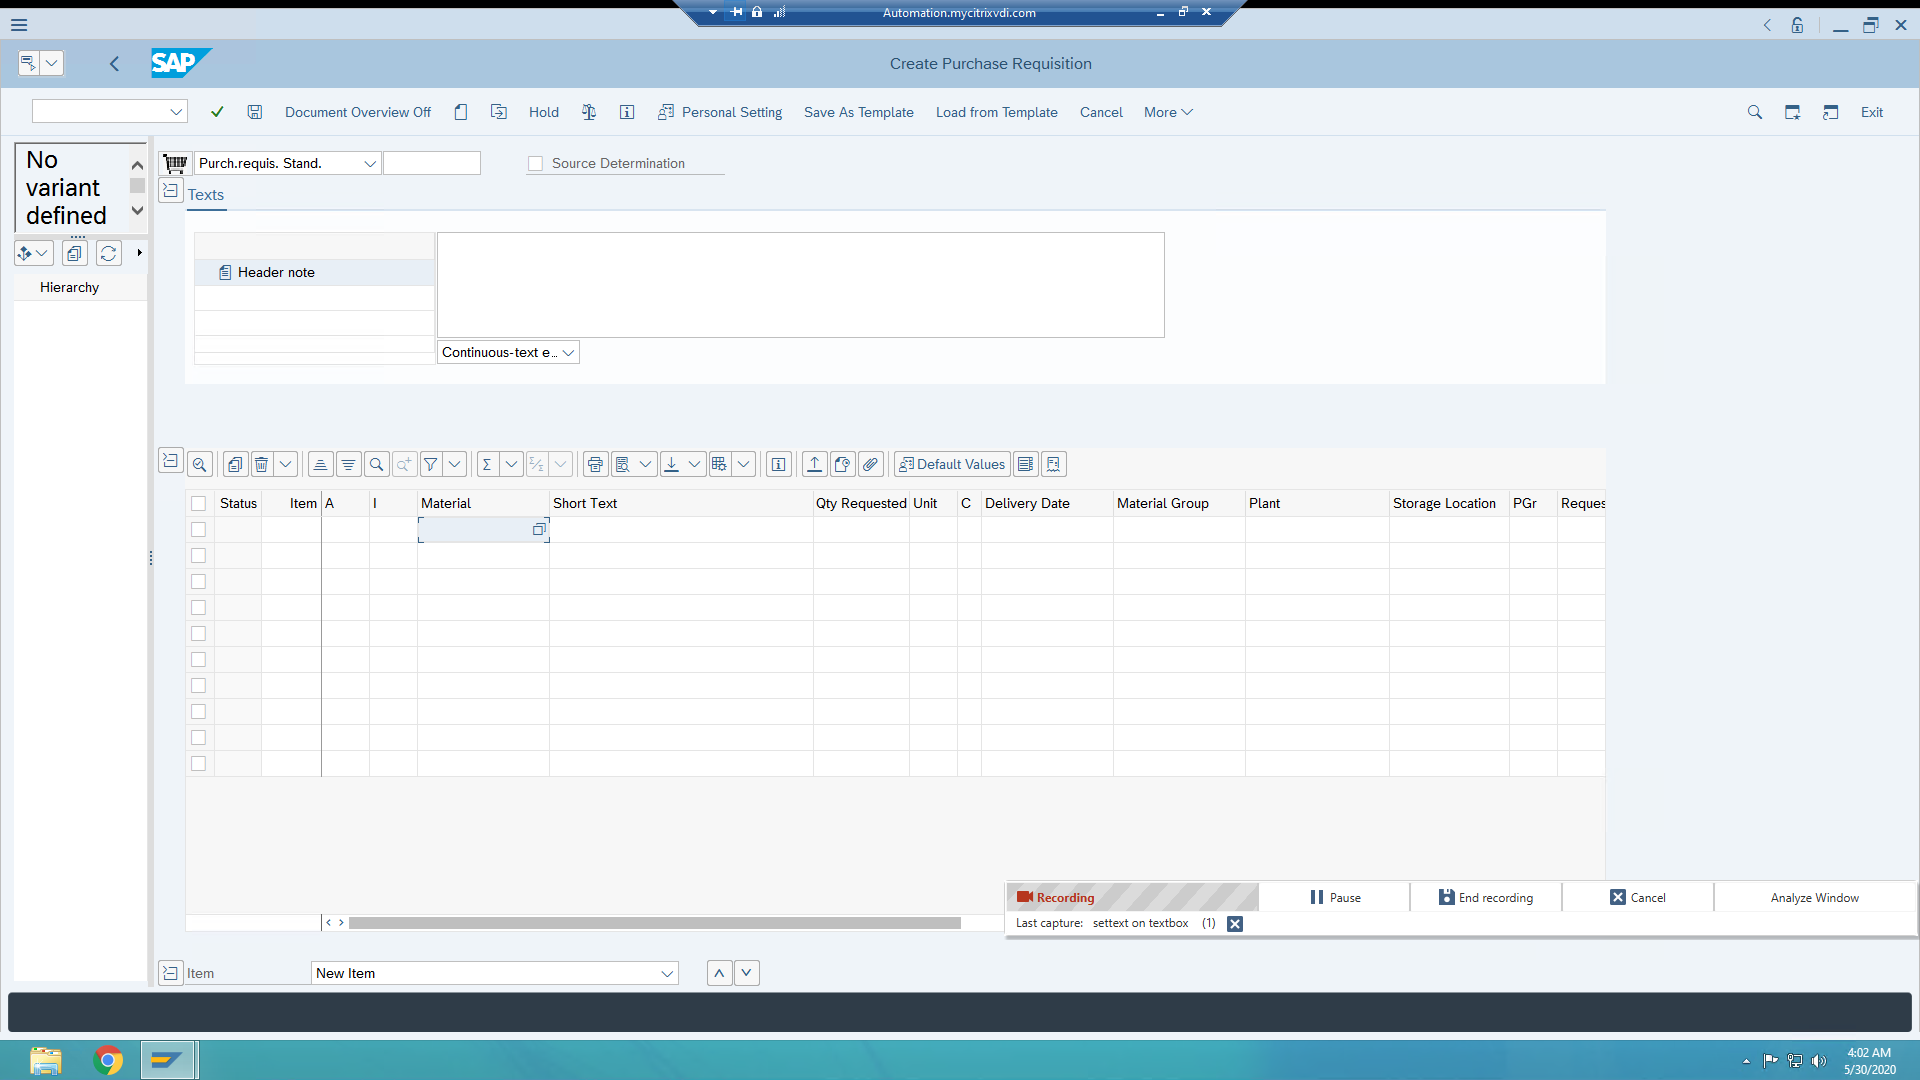 Automation.mycitrixvdi.com
SAP
Create Purchase Requisition
Document Overview Off
Hold
Personal Setting
Save As Template
Load from Template
Cancel
More
Exit
No
variant
defined
Purch.requis. Stand.
Source Determination
Texts
Header note
Hierarchy
Continuous-text e...
Default Values
Status Item A I Material Short Text Qty Requested Unit C Delivery Date Material Group Plant Storage Location PGr Reques
Recording
Pause
End recording
Cancel
Analyze Window
Last capture: settext on textbox (1)
Item
New Item
4:02 AM
5/30/2020